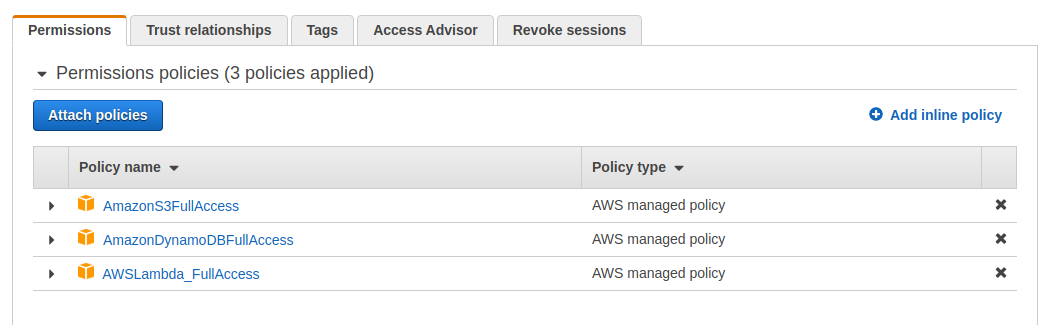 Permissions Trust relationships Tags Access Advisor Revoke sessions
Permissions policies (3 policies applied)
Attach policies Add inline policy
Policy name Policy type
AmazonS3FullAccess AWS managed policy
AmazonDynamoDBFullAccess AWS managed policy
AWSLambda_FullAccess AWS managed policy